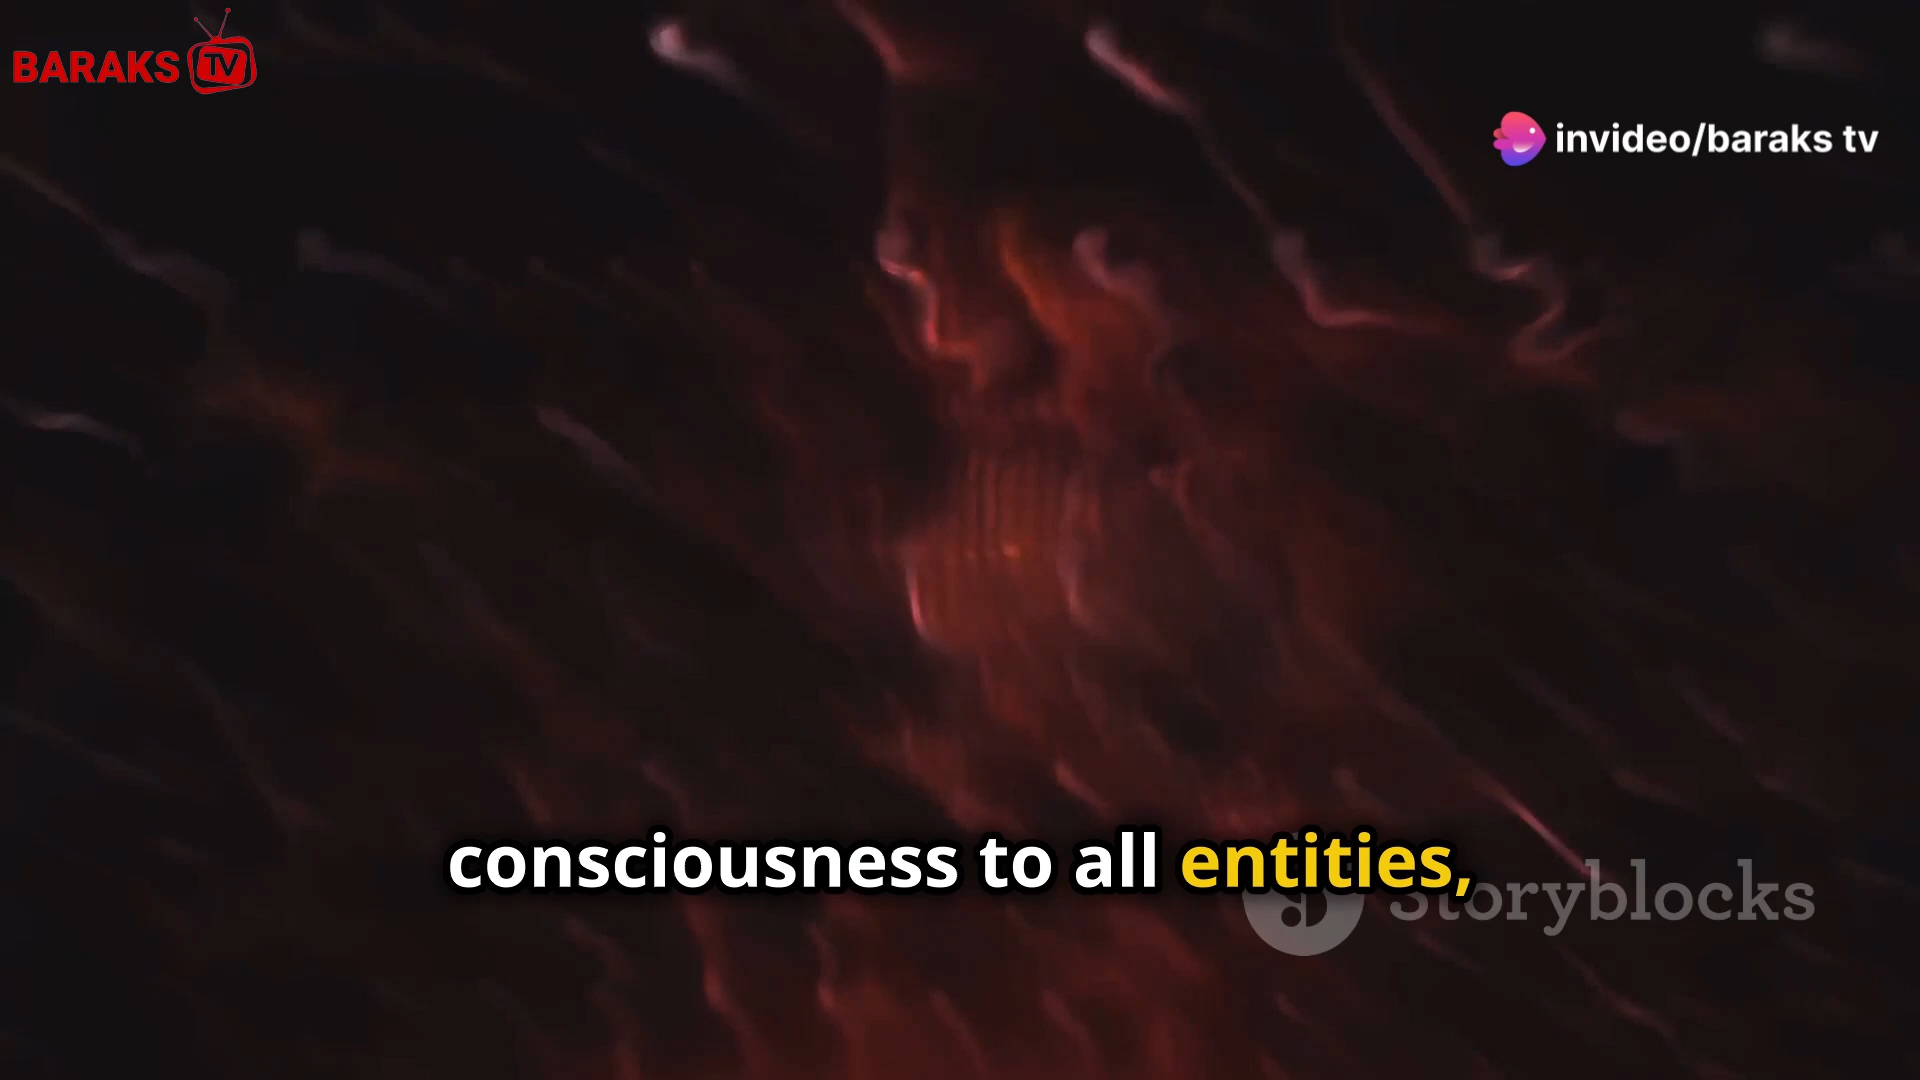 BARAKS TV
invideo/baraks tv
consciousness to all entities,
Storyblocks